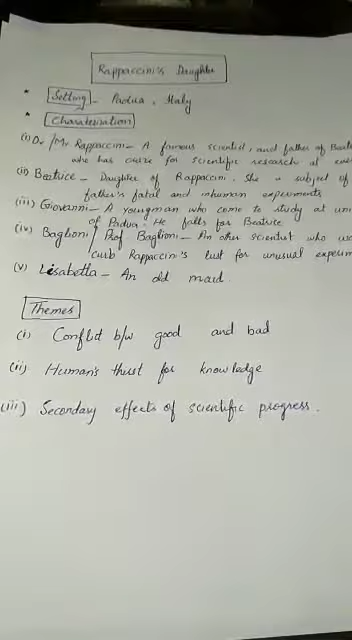 Rappaccini's Daughter
* Setting - Padua, Italy
* Characterization
(i) Dr/Mr. Rappaccini - A famous scientist, and father of
who has craze for scientific research at
(ii) Beatrice - Daughter of Rappaccini. She is subject of
father's fatal and inhuman experiments
(iii) Giovanni - A youngman who come to study at
of Padua. He falls for Beatrice
(iv) Baglioni / Prof Baglioni - An other scientist who
curb Rappaccini's lust for unusual
(v) Lisabetta - An old maid.
Themes
(i) Conflict b/w good and bad
(ii) Human's thust for knowledge
(iii) Secondary effects of scientific progress.